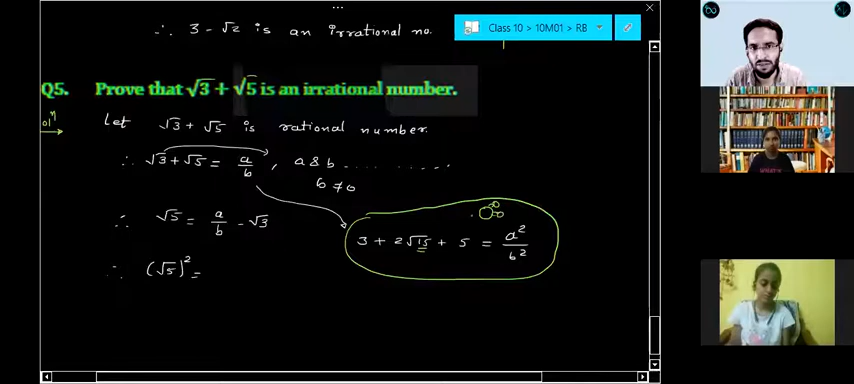 ∴ 3 - √2 is an irrational no.
Class 10 > 10M01 > RB
Q5. Prove that √3 + √5 is an irrational number.
Solⁿ Let √3 + √5 is rational number.
∴ √3 + √5 = a/b , a & b ............
b ≠ 0
∴ √5 = a/b - √3
3 + 2√15 + 5 = a²/b²
∴ (√5)² =